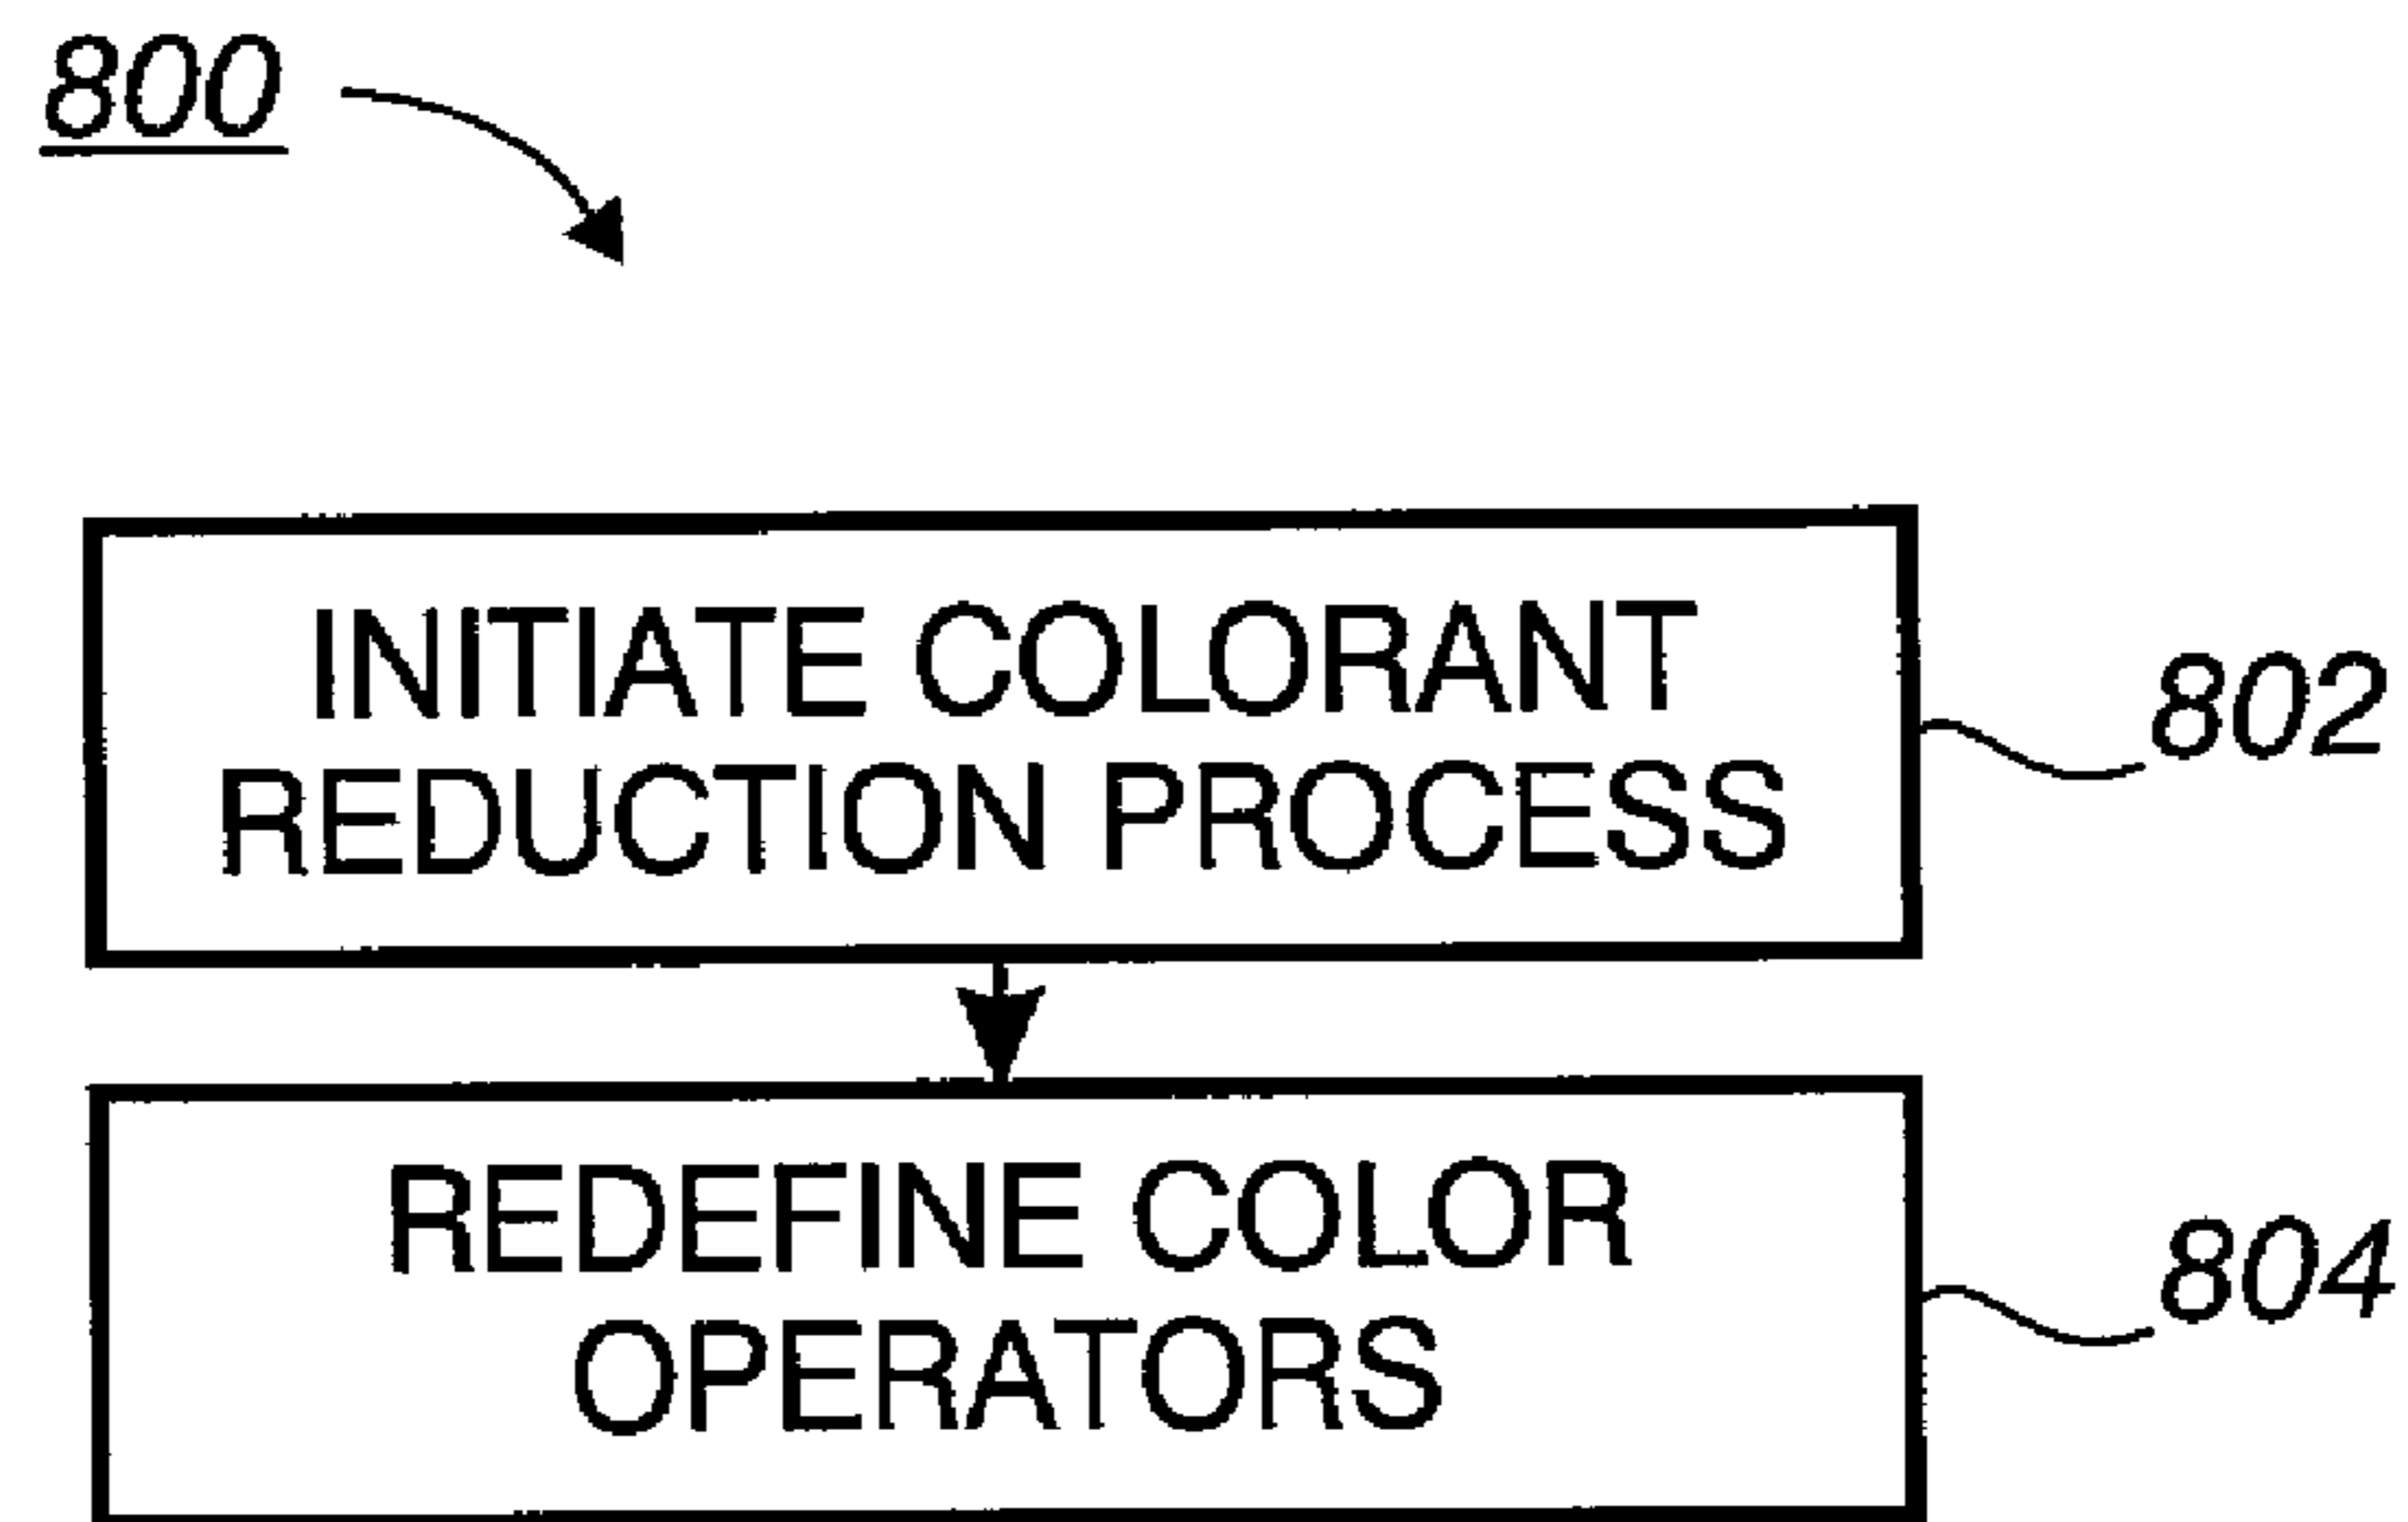 800
INITIATE COLORANT
REDUCTION PROCESS
802
REDEFINE COLOR
OPERATORS
804